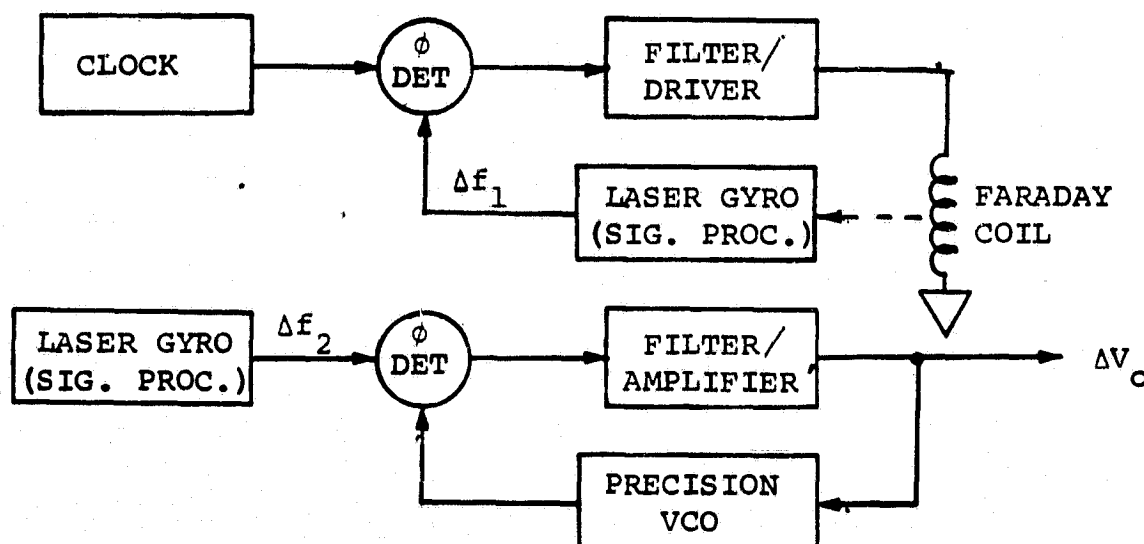 CLOCK
φ
DET
FILTER/
DRIVER
Δf1
LASER GYRO
(SIG. PROC.)
FARADAY
COIL
LASER GYRO
(SIG. PROC.)
Δf2
φ
DET
FILTER/
AMPLIFIER
ΔVo
PRECISION
VCO